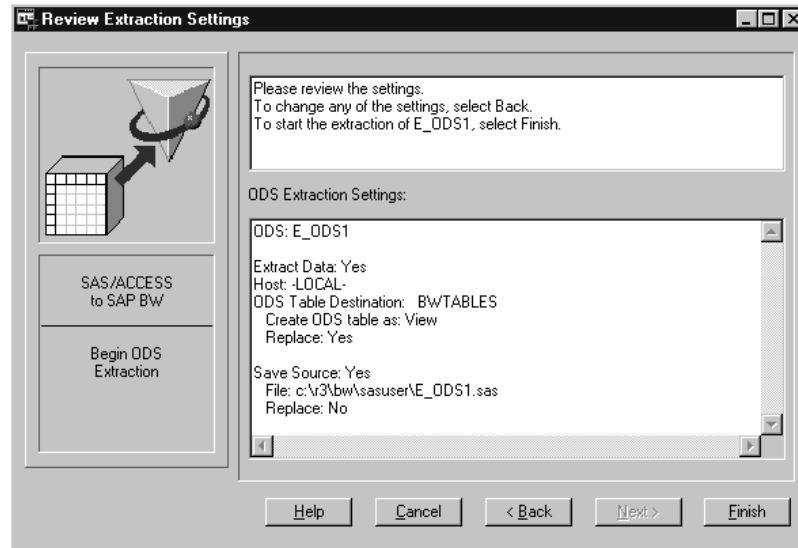 Review Extraction Settings
Please review the settings.
To change any of the settings, select Back.
To start the extraction of E_ODS1, select Finish.
ODS Extraction Settings:
ODS: E_ODS1
Extract Data: Yes
Host: -LOCAL-
ODS Table Destination: BWTABLES
Create ODS table as: View
Replace: Yes
Save Source: Yes
File: c:\r3\bw\sasuser\E_ODS1.sas
Replace: No
SAS/ACCESS
to SAP BW
Begin ODS
Extraction
Help
Cancel
< Back
Next >
Finish